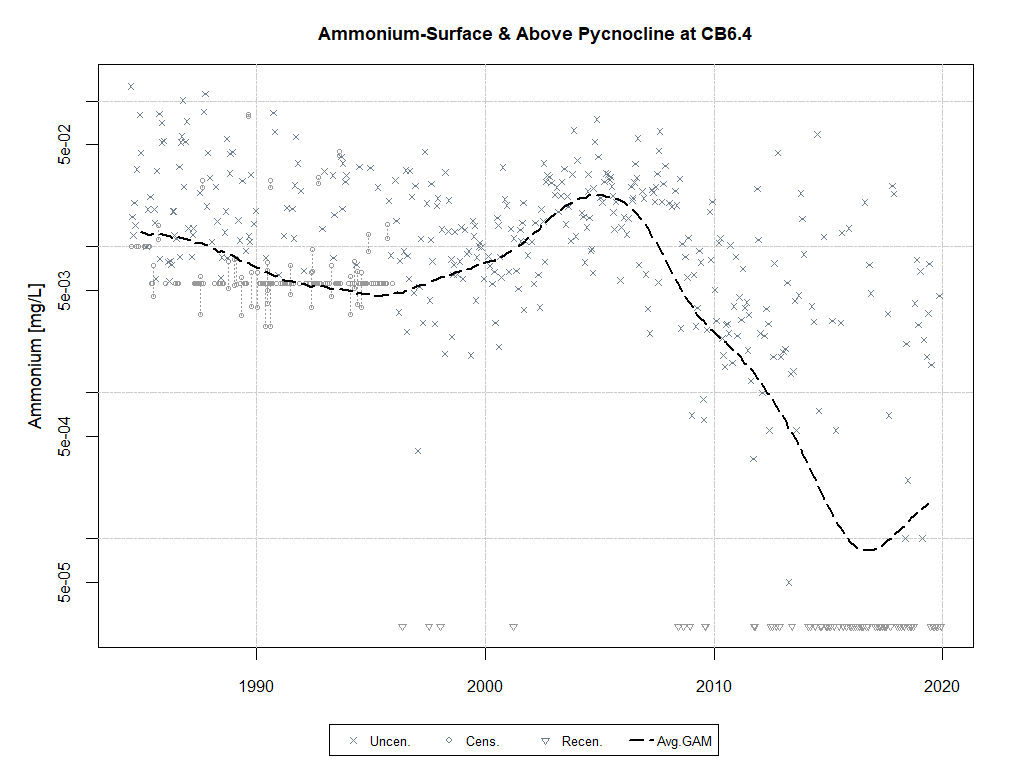 Ammonium-Surface & Above Pycnocline at CB6.4
Ammonium [mg/L]
5e-02
5e-03
5e-04
5e-05
1990 2000 2010 2020
Uncen. Cens. Recen. Avg.GAM